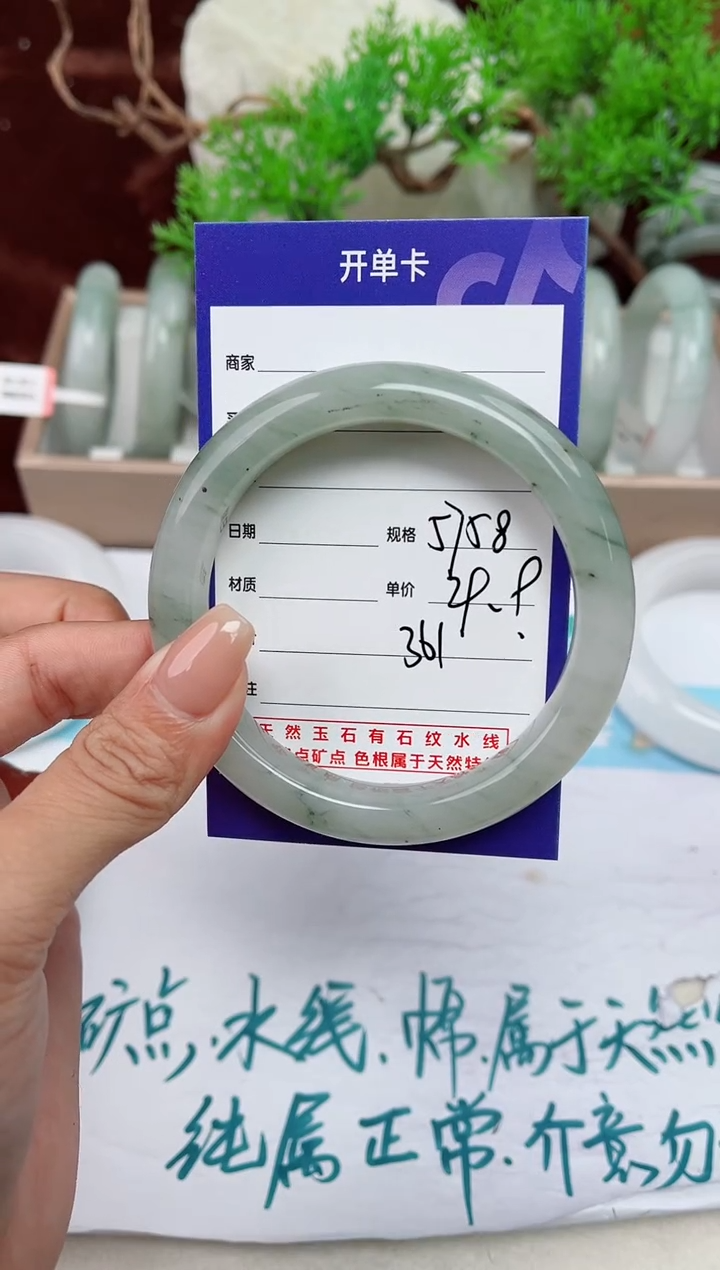 开单卡
商家
日期
规格 5758
材质
单价
361
天然玉石有石纹水线
点矿点 色根属于天然特
矿点.水线.棉.属于天然
纯属正常.介意勿